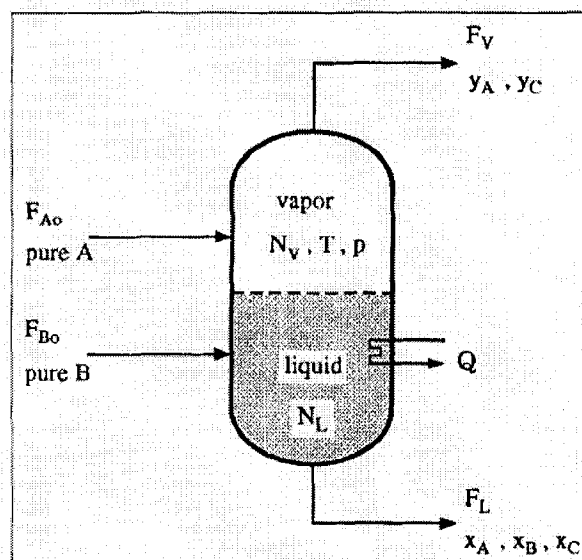 F_V
y_A , y_C
vapor
F_Ao
pure A
N_v , T , p
F_Bo
pure B
liquid
Q
N_L
F_L
x_A , x_B , x_C